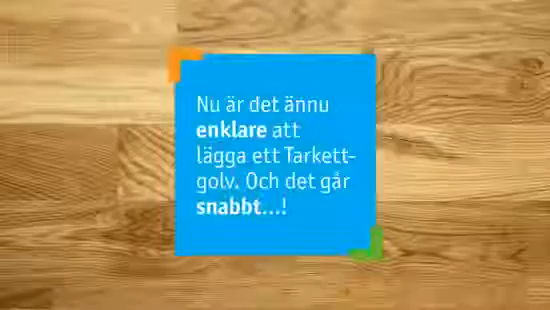 Nu är det ännu
enklare att
lägga ett Tarkett-
golv. Och det går
snabbt...!